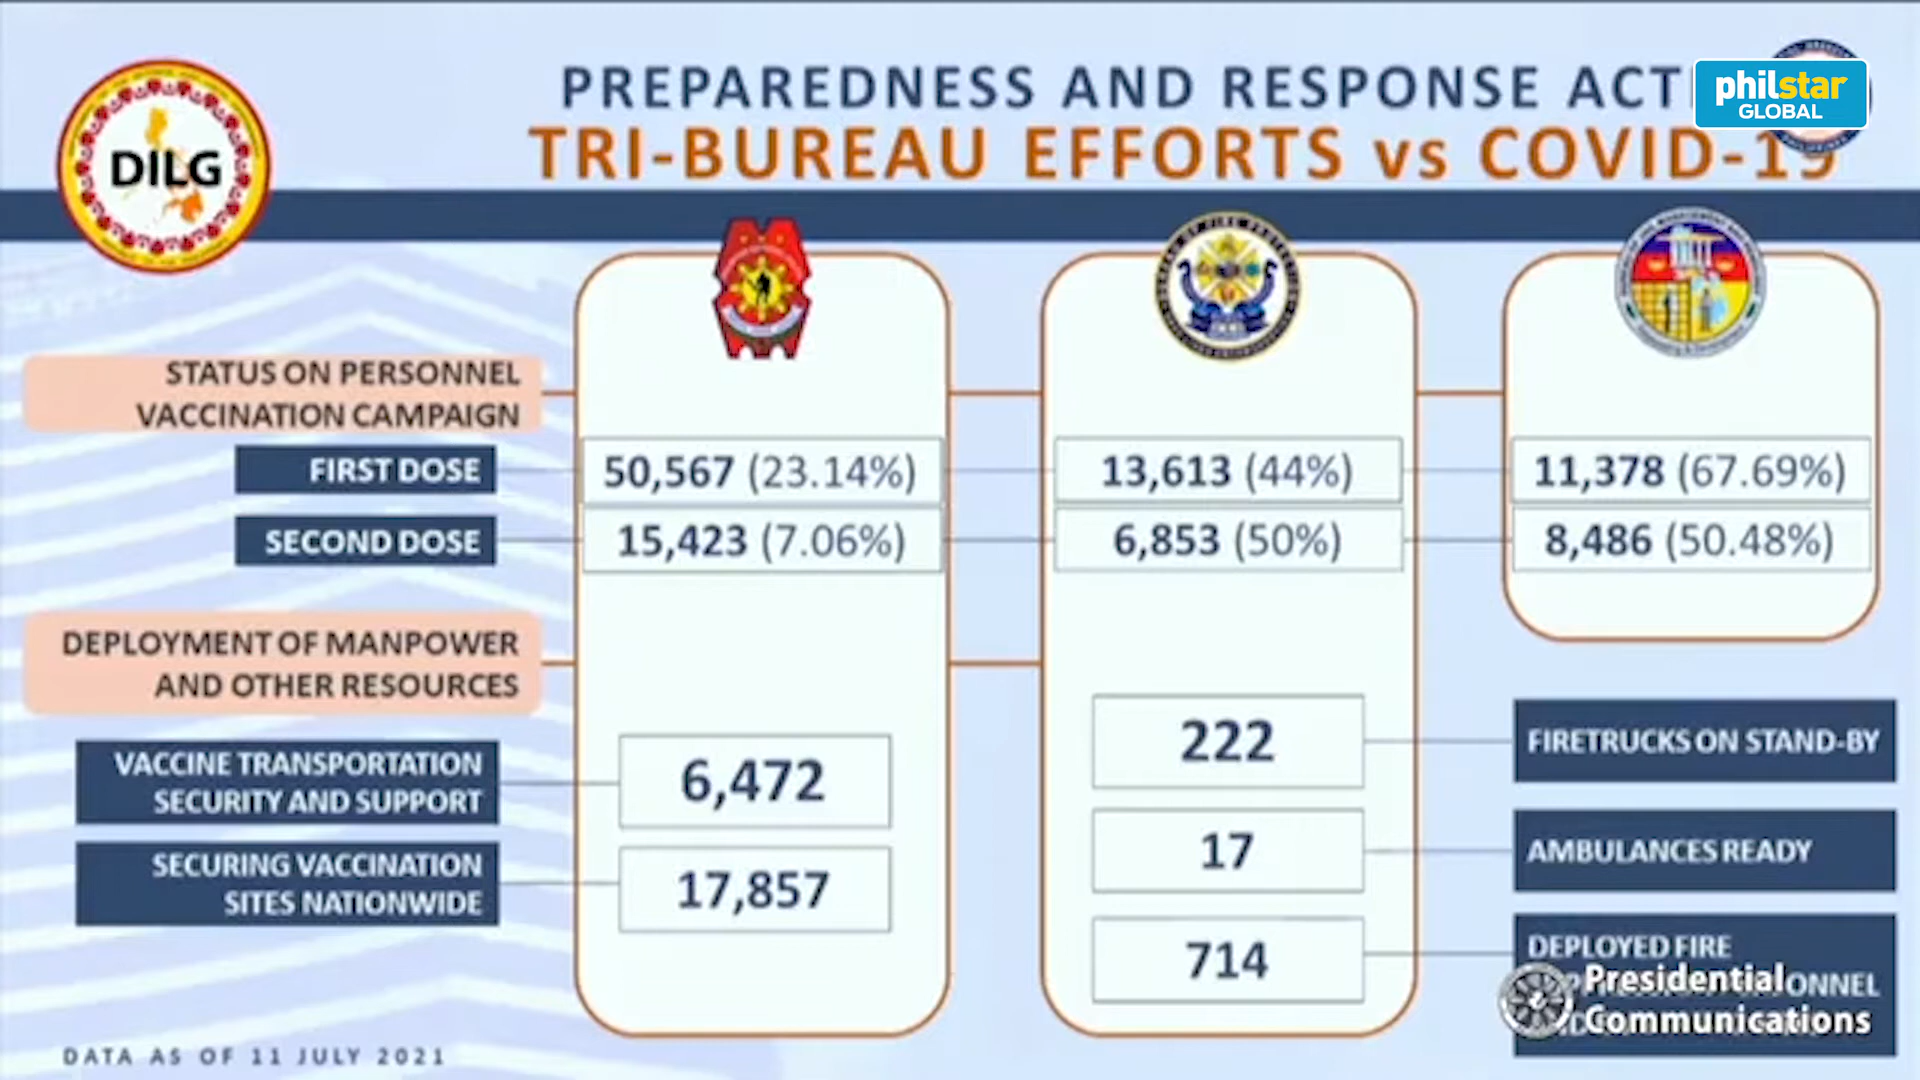 PREPAREDNESS AND RESPONSE ACT
philstar
GLOBAL
TRI-BUREAU EFFORTS vs COVID-19
DILG
STATUS ON PERSONNEL
VACCINATION CAMPAIGN
FIRST DOSE
50,567 (23.14%)
13,613 (44%)
11,378 (67.69%)
SECOND DOSE
15,423 (7.06%)
6,853 (50%)
8,486 (50.48%)
DEPLOYMENT OF MANPOWER
AND OTHER RESOURCES
VACCINE TRANSPORTATION
SECURITY AND SUPPORT
6,472
SECURING VACCINATION
SITES NATIONWIDE
17,857
222
FIRETRUCKS ON STAND-BY
17
AMBULANCES READY
714
DEPLOYED FIRE
Presidential
Communications
DATA AS OF 11 JULY 2021